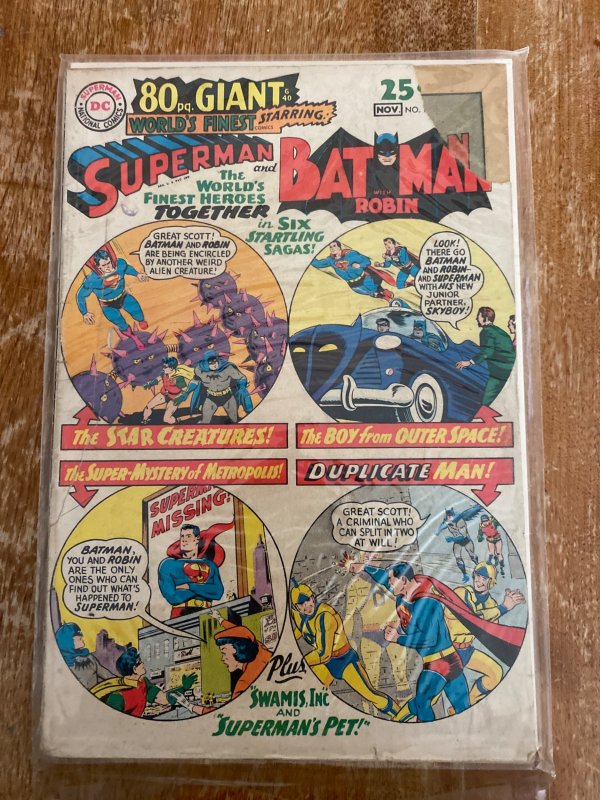 SUPERMAN
DC
NATIONAL COMICS
80 pg. GIANT
G
40
WORLD'S FINEST COMICS STARRING:
25
NOV. NO.
SUPERMAN
and
BATMAN
WITH
ROBIN
The
WORLD'S
FINEST HEROES
TOGETHER
in SIX
STARTLING
SAGAS!
GREAT SCOTT!
BATMAN AND ROBIN
ARE BEING ENCIRCLED
BY ANOTHER WEIRD
ALIEN CREATURE!
LOOK!
THERE GO
BATMAN
AND ROBIN-
AND SUPERMAN
WITH HIS NEW
JUNIOR
PARTNER,
SKYBOY!
The STAR CREATURES!
The BOY from OUTER SPACE!
The SUPER-MYSTERY of METROPOLIS!
DUPLICATE MAN!
SUPERMAN
MISSING!
BATMAN,
YOU AND ROBIN
ARE THE ONLY
ONES WHO CAN
FIND OUT WHAT'S
HAPPENED TO
SUPERMAN!
GREAT SCOTT!
A CRIMINAL WHO
CAN SPLIT IN TWO
AT WILL!
Plus
"SWAMIS, INC"
AND
"SUPERMAN'S PET!"